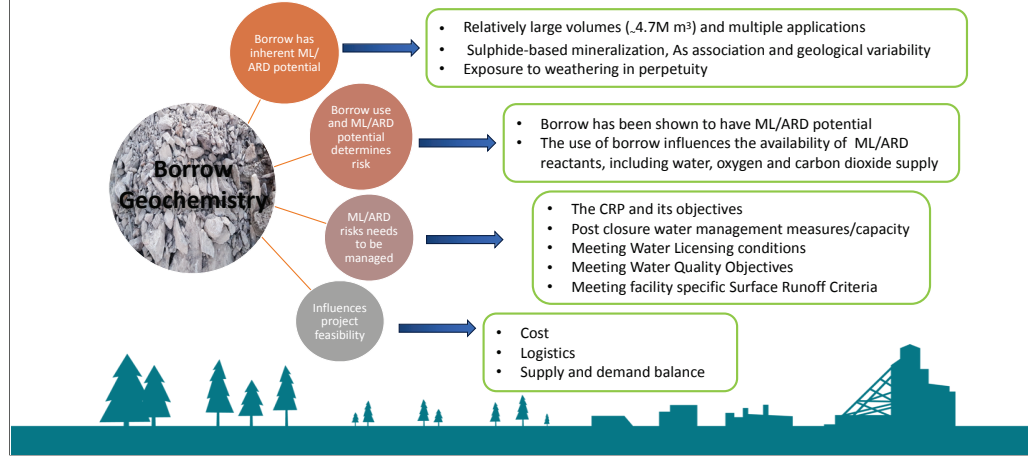 Borrow has
inherent ML/
ARD potential
• Relatively large volumes (~4.7M m³) and multiple applications
• Sulphide-based mineralization, As association and geological variability
• Exposure to weathering in perpetuity
Borrow
Geochemistry
Borrow use
and ML/ARD
potential
determines
risk
• Borrow has been shown to have ML/ARD potential
• The use of borrow influences the availability of ML/ARD
reactants, including water, oxygen and carbon dioxide supply
ML/ARD
risks needs
to be
managed
• The CRP and its objectives
• Post closure water management measures/capacity
• Meeting Water Licensing conditions
• Meeting Water Quality Objectives
• Meeting facility specific Surface Runoff Criteria
Influences
project
feasibility
• Cost
• Logistics
• Supply and demand balance